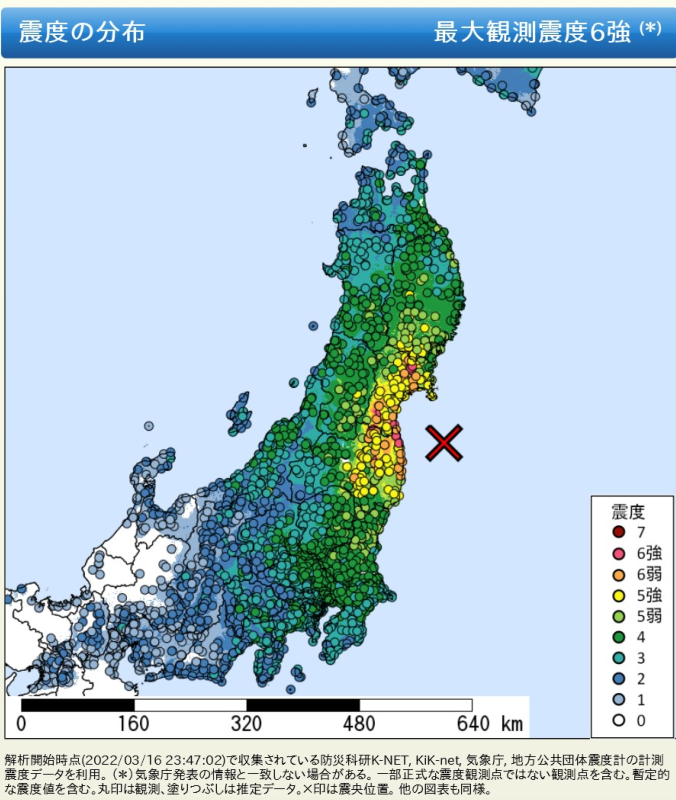 震度の分布
最大観測震度6強 (*)
震度
7
6強
6弱
5強
5弱
4
3
2
1
0
0 160 320 480 640 km
解析開始時点(2022/03/16 23:47:02)で収集されている防災科研K-NET, KiK-net, 気象庁, 地方公共団体震度計の計測
震度データを利用。 (*)気象庁発表の情報と一致しない場合がある。 一部正式な震度観測点ではない観測点を含む。暫定的
な震度値を含む。丸印は観測、塗りつぶしは推定データ。×印は震央位置。 他の図表も同様。